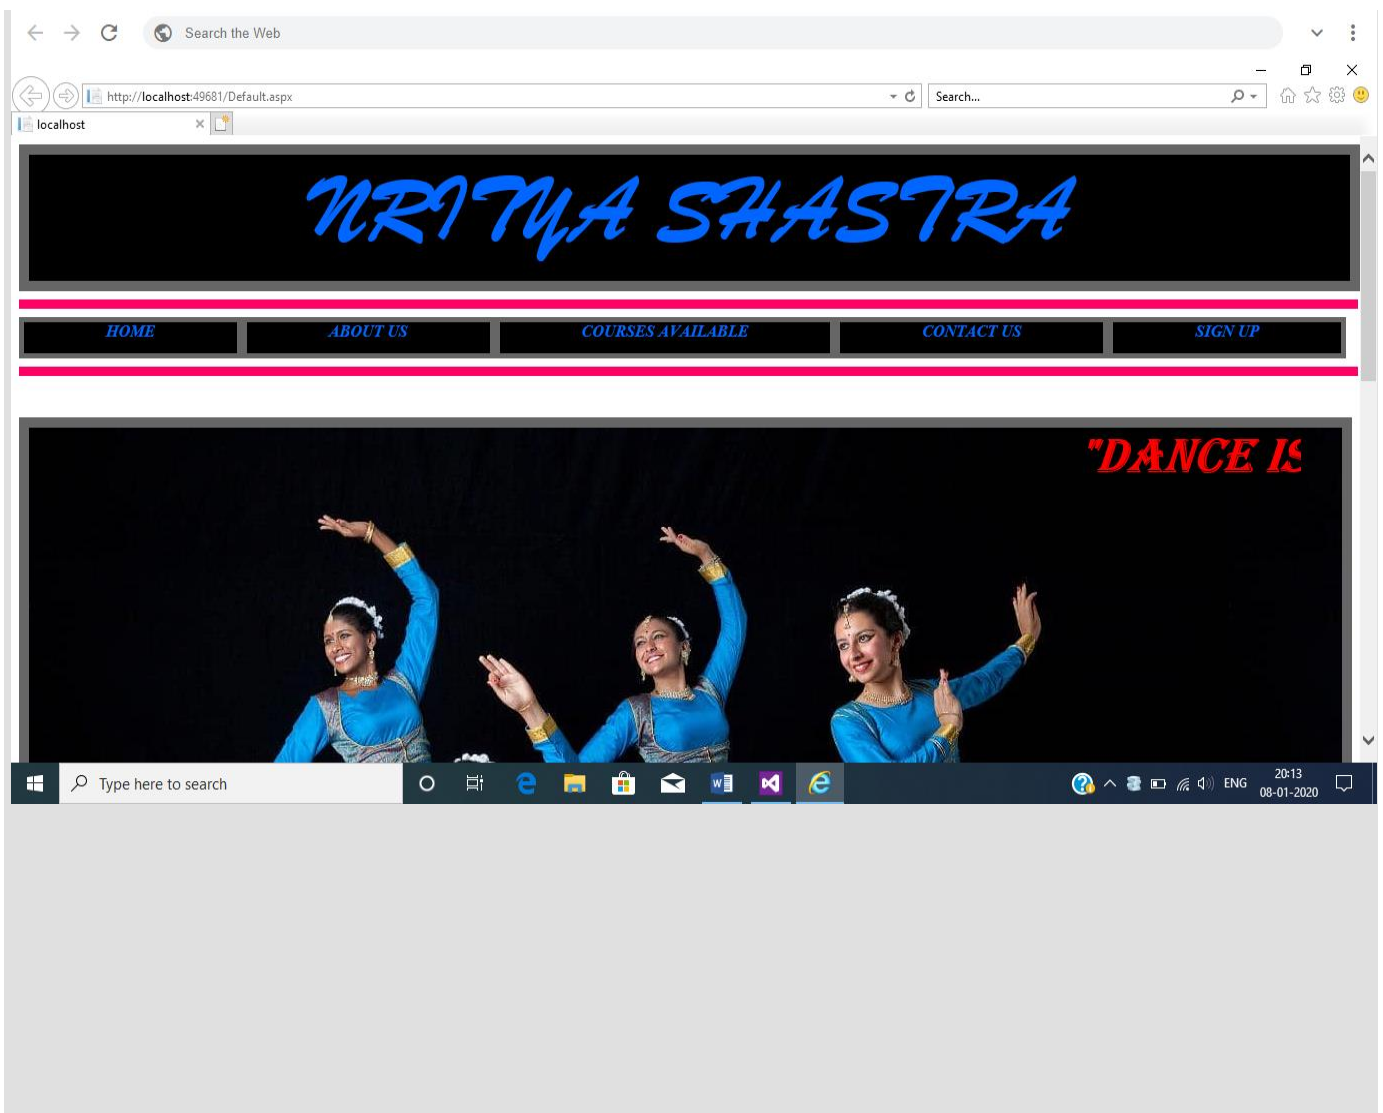 Search the Web
http://localhost:49681/Default.aspx
Search...
localhost
NRITYA SHASTRA
HOME ABOUT US COURSES AVAILABLE CONTACT US SIGN UP
"DANCE IS
Type here to search
ENG
20:13
08-01-2020